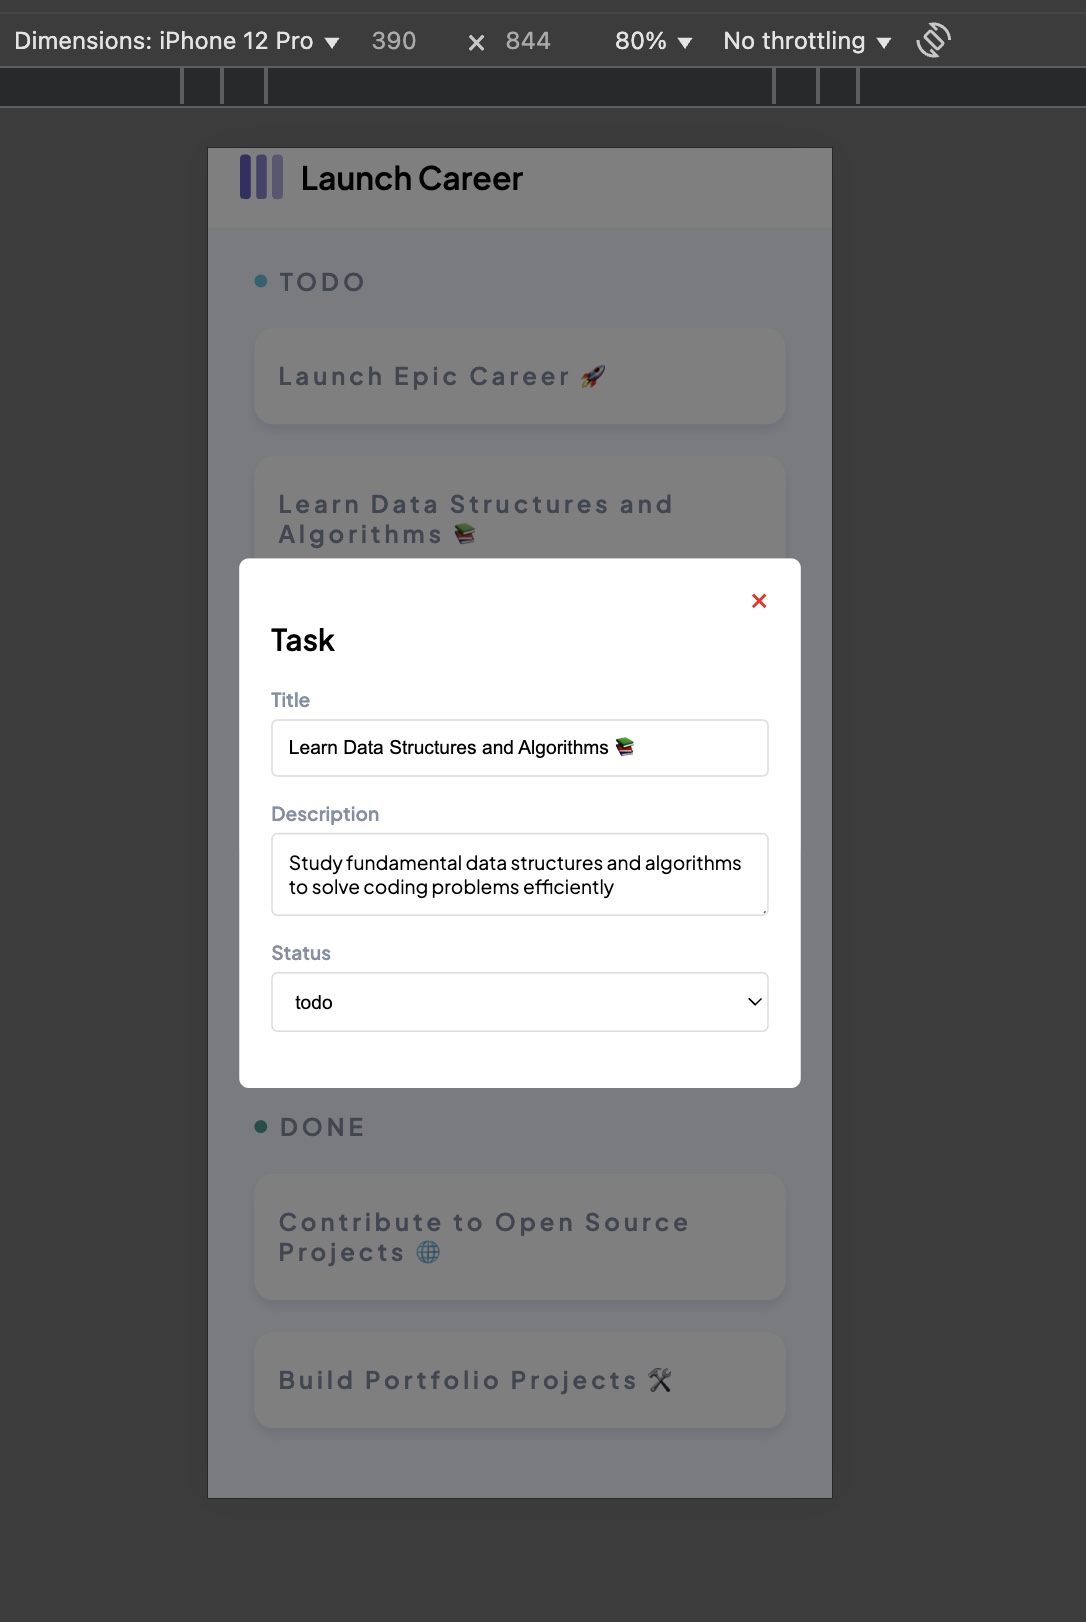 Dimensions: iPhone 12 Pro ▼ 390 × 844 80% ▼ No throttling ▼
Launch Career
TODO
Launch Epic Career 🚀
Learn Data Structures and
Algorithms 📚
×
Task
Title
Learn Data Structures and Algorithms 📚
Description
Study fundamental data structures and algorithms
to solve coding problems efficiently
Status
todo
DONE
Contribute to Open Source
Projects 🌐
Build Portfolio Projects 🛠️